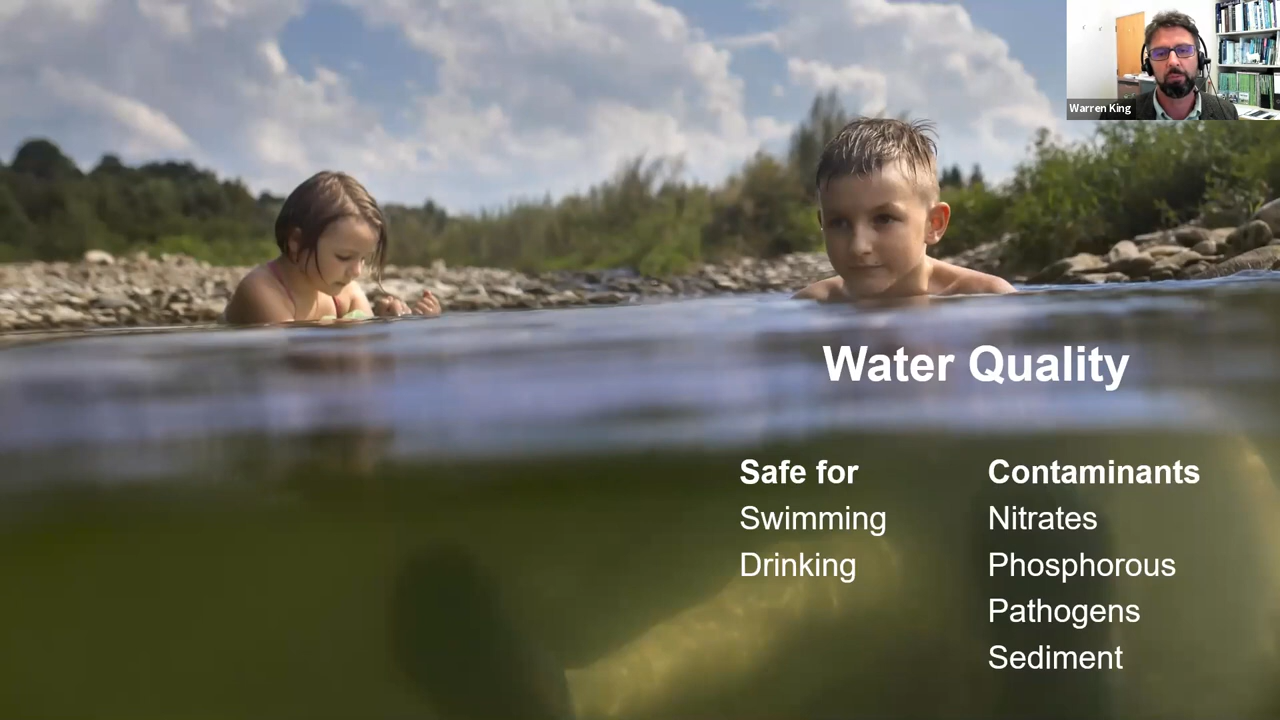 Warren King
Water Quality
Safe for
Swimming
Drinking
Contaminants
Nitrates
Phosphorous
Pathogens
Sediment